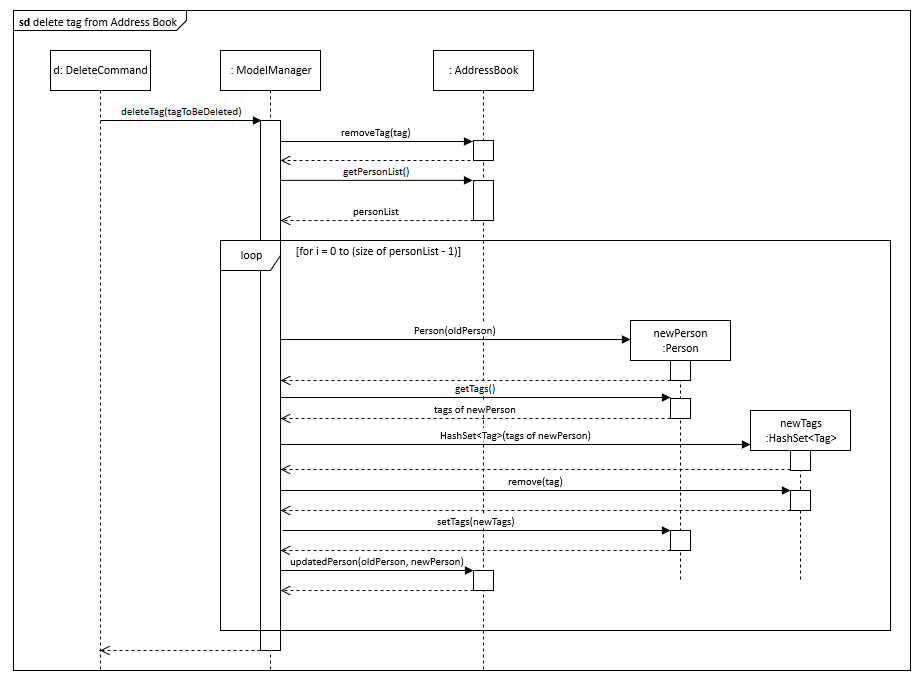 sd delete tag from Address Book
d: DeleteCommand
: ModelManager
: AddressBook
deleteTag(tagToBeDeleted)
removeTag(tag)
getPersonList()
personList
loop
[for i = 0 to (size of personList - 1)]
Person(oldPerson)
newPerson
:Person
getTags()
tags of newPerson
newTags
:HashSet<Tag>
HashSet<Tag>(tags of newPerson)
remove(tag)
setTags(newTags)
updatedPerson(oldPerson, newPerson)